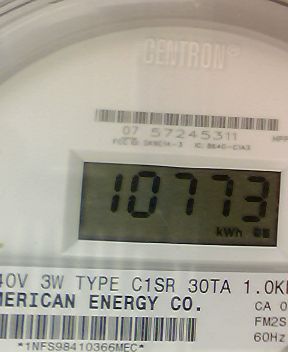 CENTRON®
07 57245311
10773
kWh
40V 3W TYPE C1SR 30TA 1.0K
MERICAN ENERGY CO.
CA 0
FM2S
60Hz
*1NFS98410366MEC*